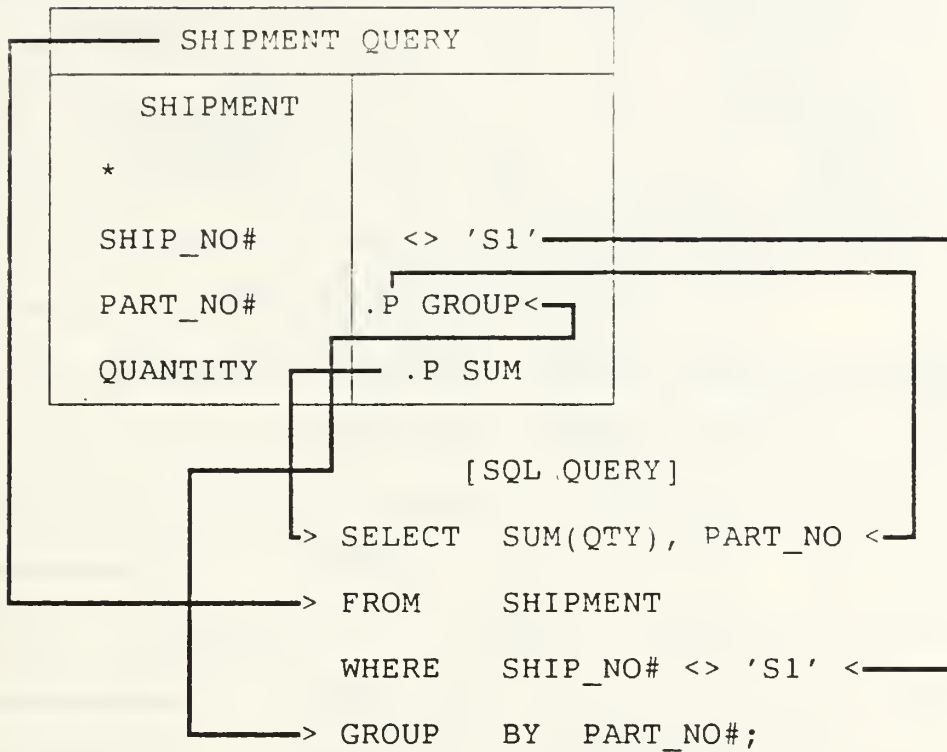 SHIPMENT QUERY
SHIPMENT
*
SHIP_NO# <> 'S1'
PART_NO# .P GROUP<
QUANTITY .P SUM
[SQL QUERY]
> SELECT SUM(QTY), PART_NO <
> FROM SHIPMENT
WHERE SHIP_NO# <> 'S1' <
> GROUP BY PART_NO#;